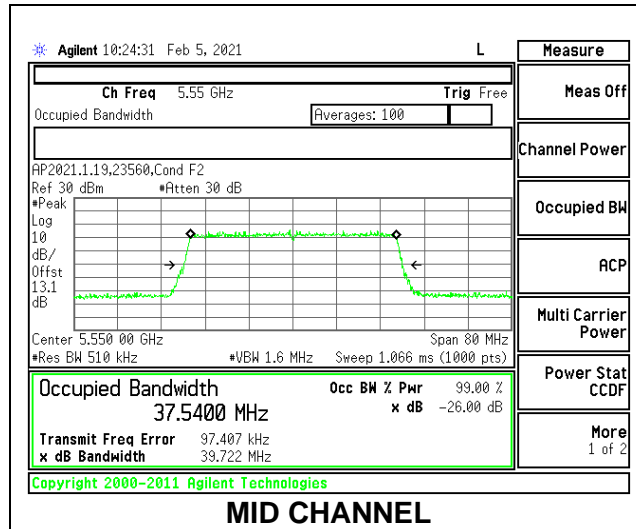 Agilent 10:24:31 Feb 5, 2021 L
Measure
Ch Freq 5.55 GHz Trig Free
Meas Off
Occupied Bandwidth Averages: 100
Channel Power
AP2021.1.19,23560,Cond F2
Ref 30 dBm #Atten 30 dB
#Peak
Log
10
dB/
Offst
13.1
dB
Occupied BW
ACP
Center 5.550 00 GHz Span 80 MHz
#Res BW 510 kHz #VBW 1.6 MHz Sweep 1.066 ms (1000 pts)
Multi Carrier
Power
Occupied Bandwidth Occ BW % Pwr 99.00 %
37.5400 MHz x dB -26.00 dB
Transmit Freq Error 97.407 kHz
x dB Bandwidth 39.722 MHz
Power Stat
CCDF
More
1 of 2
Copyright 2000-2011 Agilent Technologies
MID CHANNEL